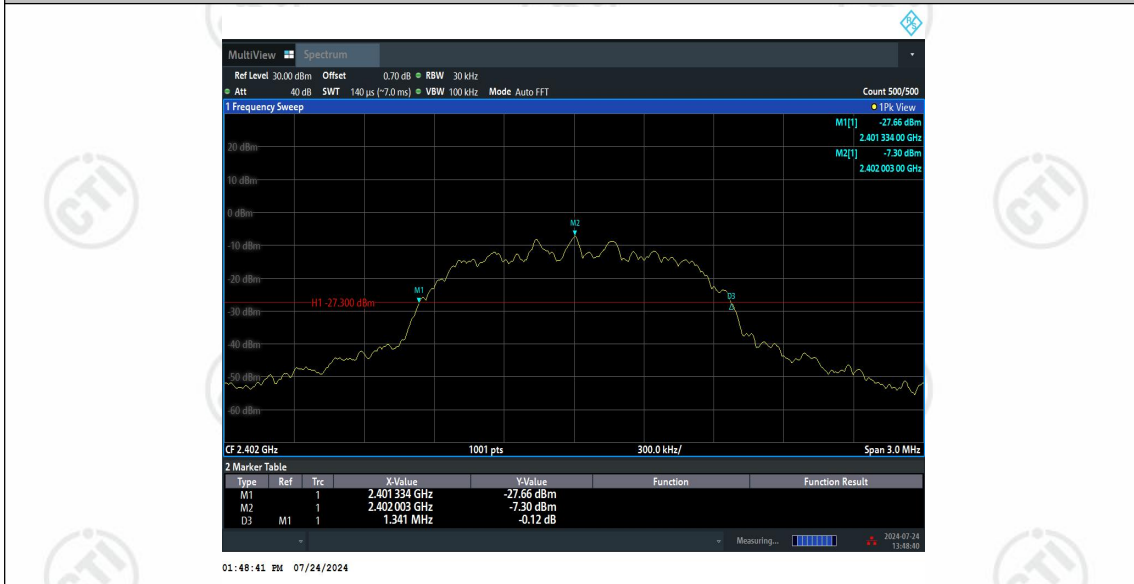 MultiView Spectrum
Ref Level 30.00 dBm Offset 0.70 dB RBW 30 kHz
Att 40 dB SWT 140 µs (~7.0 ms) VBW 100 kHz Mode Auto FFT Count 500/500
1 Frequency Sweep 1Pk View
M1[1] -27.66 dBm
2.401 334 00 GHz
M2[1] -7.30 dBm
2.402 003 00 GHz
20 dBm
10 dBm
0 dBm
M2
-10 dBm
-20 dBm
M1
D3
H1 -27.300 dBm
-30 dBm
-40 dBm
-50 dBm
-60 dBm
CF 2.402 GHz 1001 pts 300.0 kHz/ Span 3.0 MHz
2 Marker Table
Type Ref Trc X-Value Y-Value Function Function Result
M1 1 2.401 334 GHz -27.66 dBm
M2 1 2.402 003 GHz -7.30 dBm
D3 M1 1 1.341 MHz -0.12 dB
Measuring... 2024-07-24
13:48:40
01:48:41 PM 07/24/2024
CTI
CTI
CTI
CTI
R&S